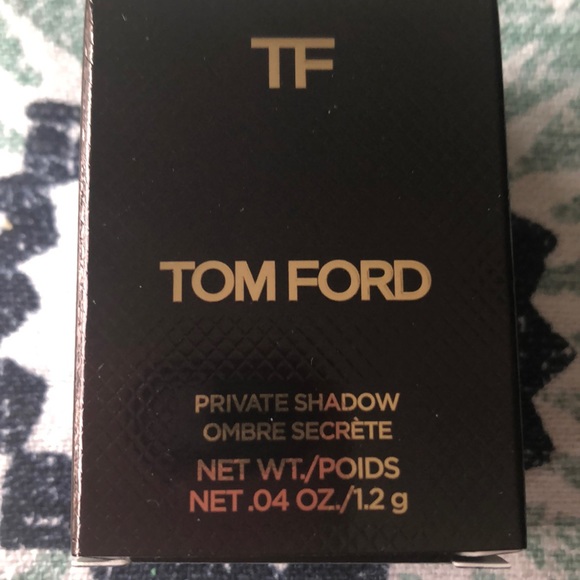 TF
TOM FORD
PRIVATE SHADOW
OMBRE SECRÈTE
NET WT./POIDS
NET .04 OZ./1.2 g